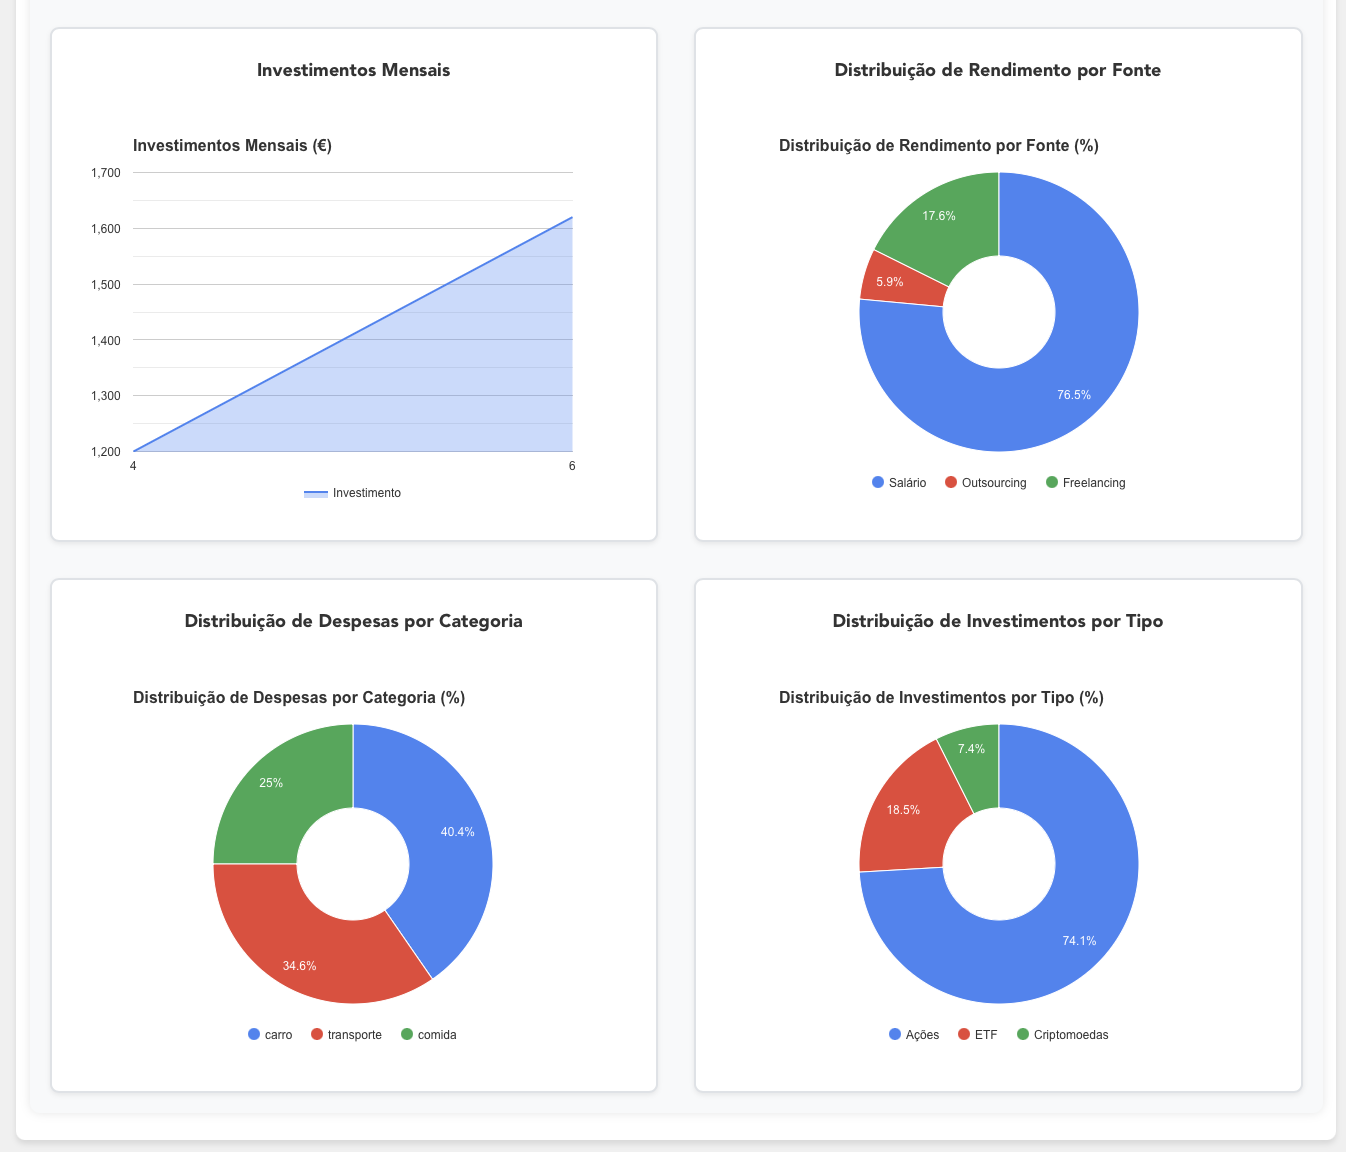 Investimentos Mensais
Investimentos Mensais (€)
1,700
1,600
1,500
1,400
1,300
1,200
4
6
Investimento
Distribuição de Rendimento por Fonte
Distribuição de Rendimento por Fonte (%)
17.6%
5.9%
76.5%
Salário Outsourcing Freelancing
Distribuição de Despesas por Categoria
Distribuição de Despesas por Categoria (%)
25%
40.4%
34.6%
carro transporte comida
Distribuição de Investimentos por Tipo
Distribuição de Investimentos por Tipo (%)
7.4%
18.5%
74.1%
Ações ETF Criptomoedas